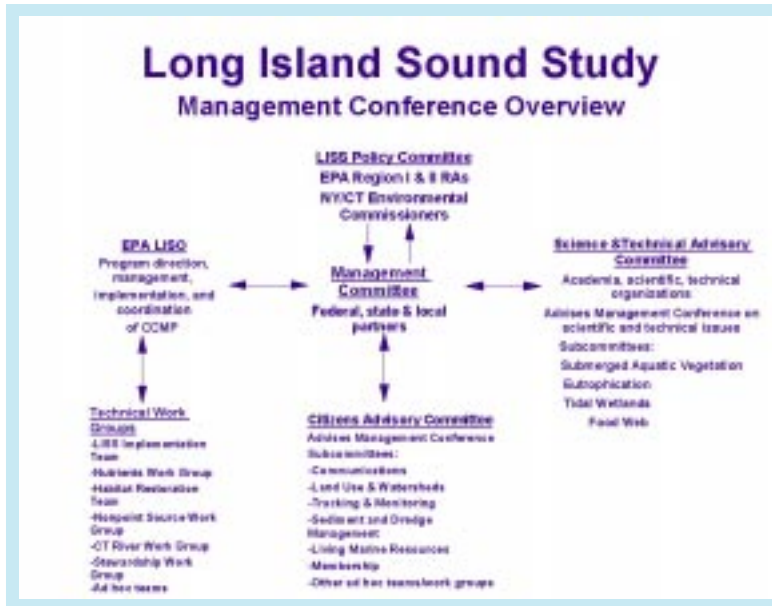 Long Island Sound Study
Management Conference Overview
LISS Policy Committee
EPA Region I & II RAs
NY/CT Environmental
Commissioners
EPA LISO
Program direction,
management,
implementation, and
coordination
of CCMP
Management
Committee
Federal, state & local
partners
Science &Technical Advisory
Committee
Academia, scientific, technical
organizations
Advises Management Conference on
scientific and technical issues
Subcommittees:
Submerged Aquatic Vegetation
Eutrophication
Tidal Wetlands
Food Web
Technical Work
Groups
-LISS Implementation
Team
-Nutrients Work Group
-Habitat Restoration
Team
-Nonpoint Source Work
Group
-CT River Work Group
-Stewardship Work
Group
-Ad hoc teams
Citizens Advisory Committee
Advises Management Conference
Subcommittees:
-Communications
-Land Use & Watersheds
-Tracking & Monitoring
-Sediment and Dredge
Management
-Living Marine Resources
-Membership
-Other ad hoc teams/work groups